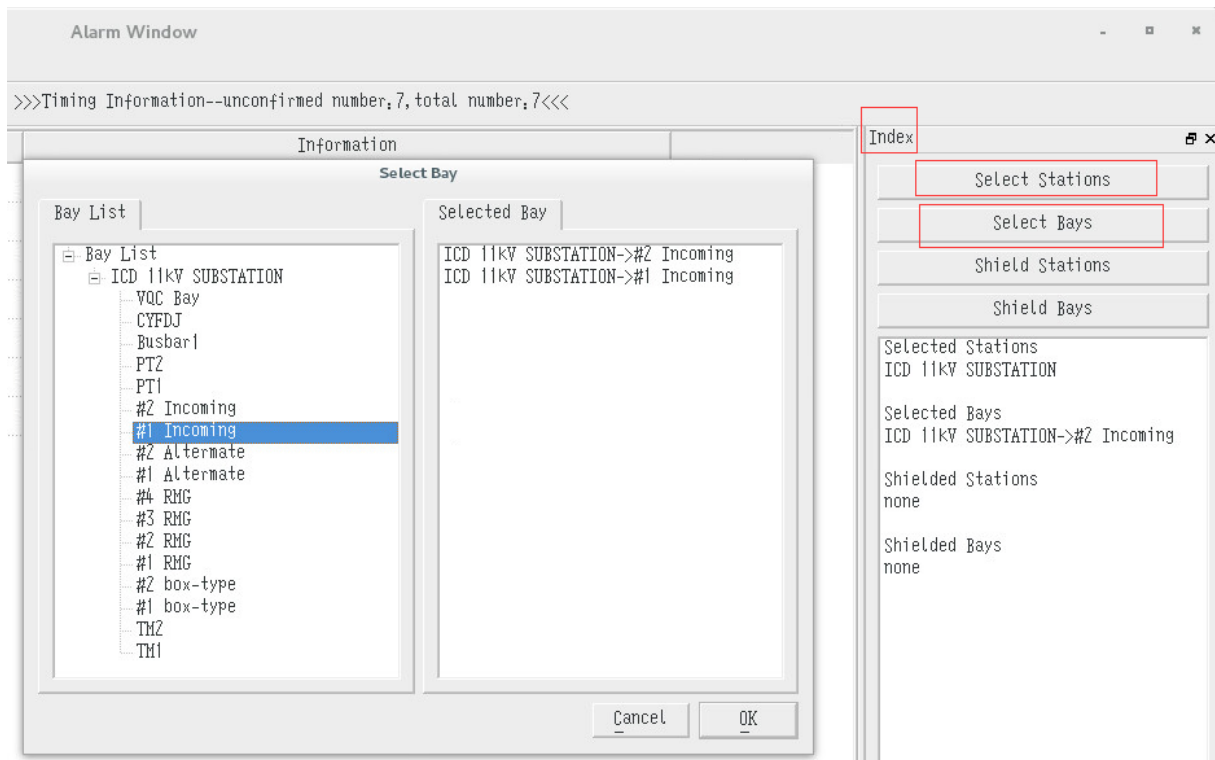 Alarm Window
>>>Timing Information--unconfirmed number:7,total number:7<<<
Information
Select Bay
Bay List
Bay List
ICD 11kV SUBSTATION
VQC Bay
CYFDJ
Busbar1
PT2
PT1
#2 Incoming
#1 Incoming
#2 Alternate
#1 Alternate
#4 RMG
#3 RMG
#2 RMG
#1 RMG
#2 box-type
#1 box-type
TM2
TM1
Selected Bay
ICD 11kV SUBSTATION->#2 Incoming
ICD 11kV SUBSTATION->#1 Incoming
Cancel
OK
Index
Select Stations
Select Bays
Shield Stations
Shield Bays
Selected Stations
ICD 11kV SUBSTATION
Selected Bays
ICD 11kV SUBSTATION->#2 Incoming
Shielded Stations
none
Shielded Bays
none